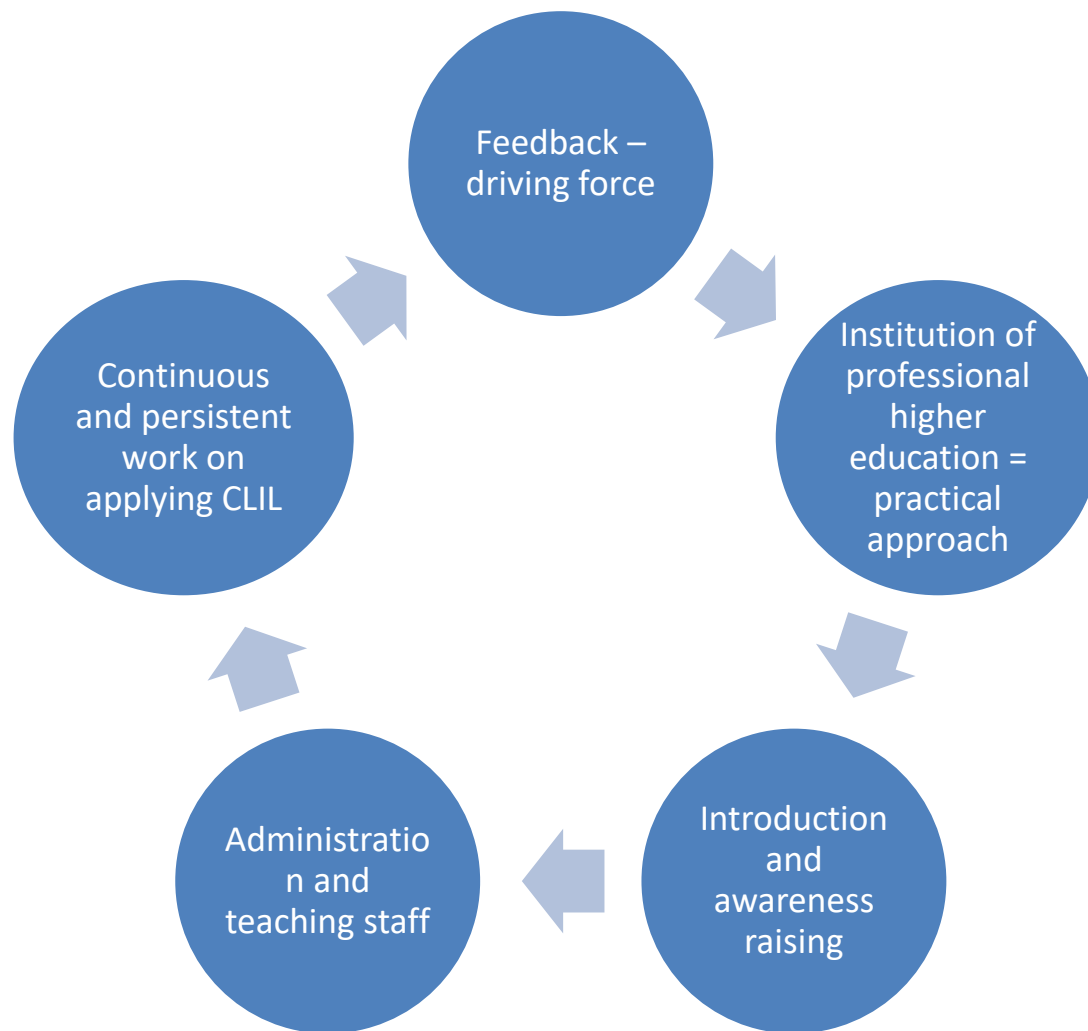 Feedback –
driving force
Institution of
professional
higher
education =
practical
approach
Introduction
and
awareness
raising
Administratio
n and
teaching staff
Continuous
and persistent
work on
applying CLIL